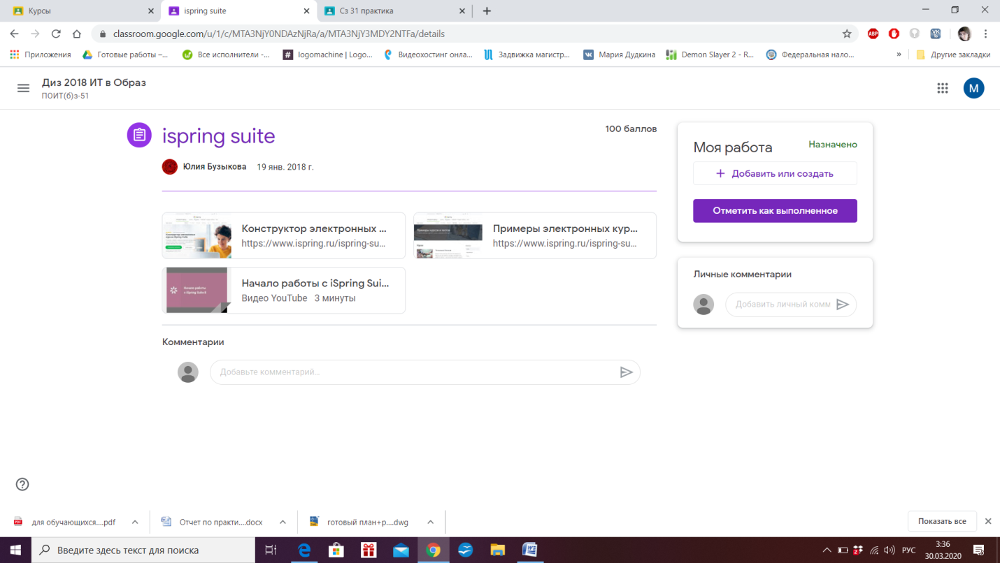 Курсы
ispring suite
Сз 31 практика
classroom.google.com/u/1/c/MTA3NjY0NDAzNjRa/a/MTA3NjY3MDY2NTFa/details
Приложения
Готовые работы –...
Все исполнители -...
logomachine | Logo...
Видеохостинг онла...
Задвижка магистр...
Мария Дудкина
Demon Slayer 2 - R...
Федеральная нало...
»
Другие закладки
Диз 2018 ИТ в Образ
ПОИТ(б)з-51
M
ispring suite
100 баллов
Юлия Бузыкова 19 янв. 2018 г.
Конструктор электронных ...
https://www.ispring.ru/ispring-su...
Примеры электронных кур...
https://www.ispring.ru/ispring-su...
Начало работы с iSpring Sui...
Видео YouTube 3 минуты
Комментарии
Добавьте комментарий...
Моя работа
Назначено
+ Добавить или создать
Отметить как выполненное
Личные комментарии
Добавить личный комм
для обучающихся....pdf
Отчет по практи....docx
готовый план+р....dwg
Показать все
Введите здесь текст для поиска
РУС
3:36
30.03.2020